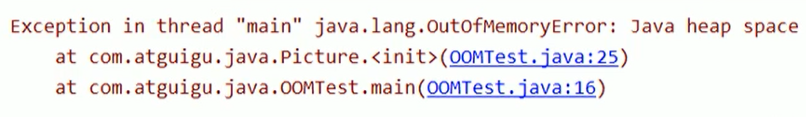 Exception in thread "main" java.lang.OutOfMemoryError: Java heap space
at com.atguigu.java.Picture.<init>(OOMTest.java:25)
at com.atguigu.java.OOMTest.main(OOMTest.java:16)